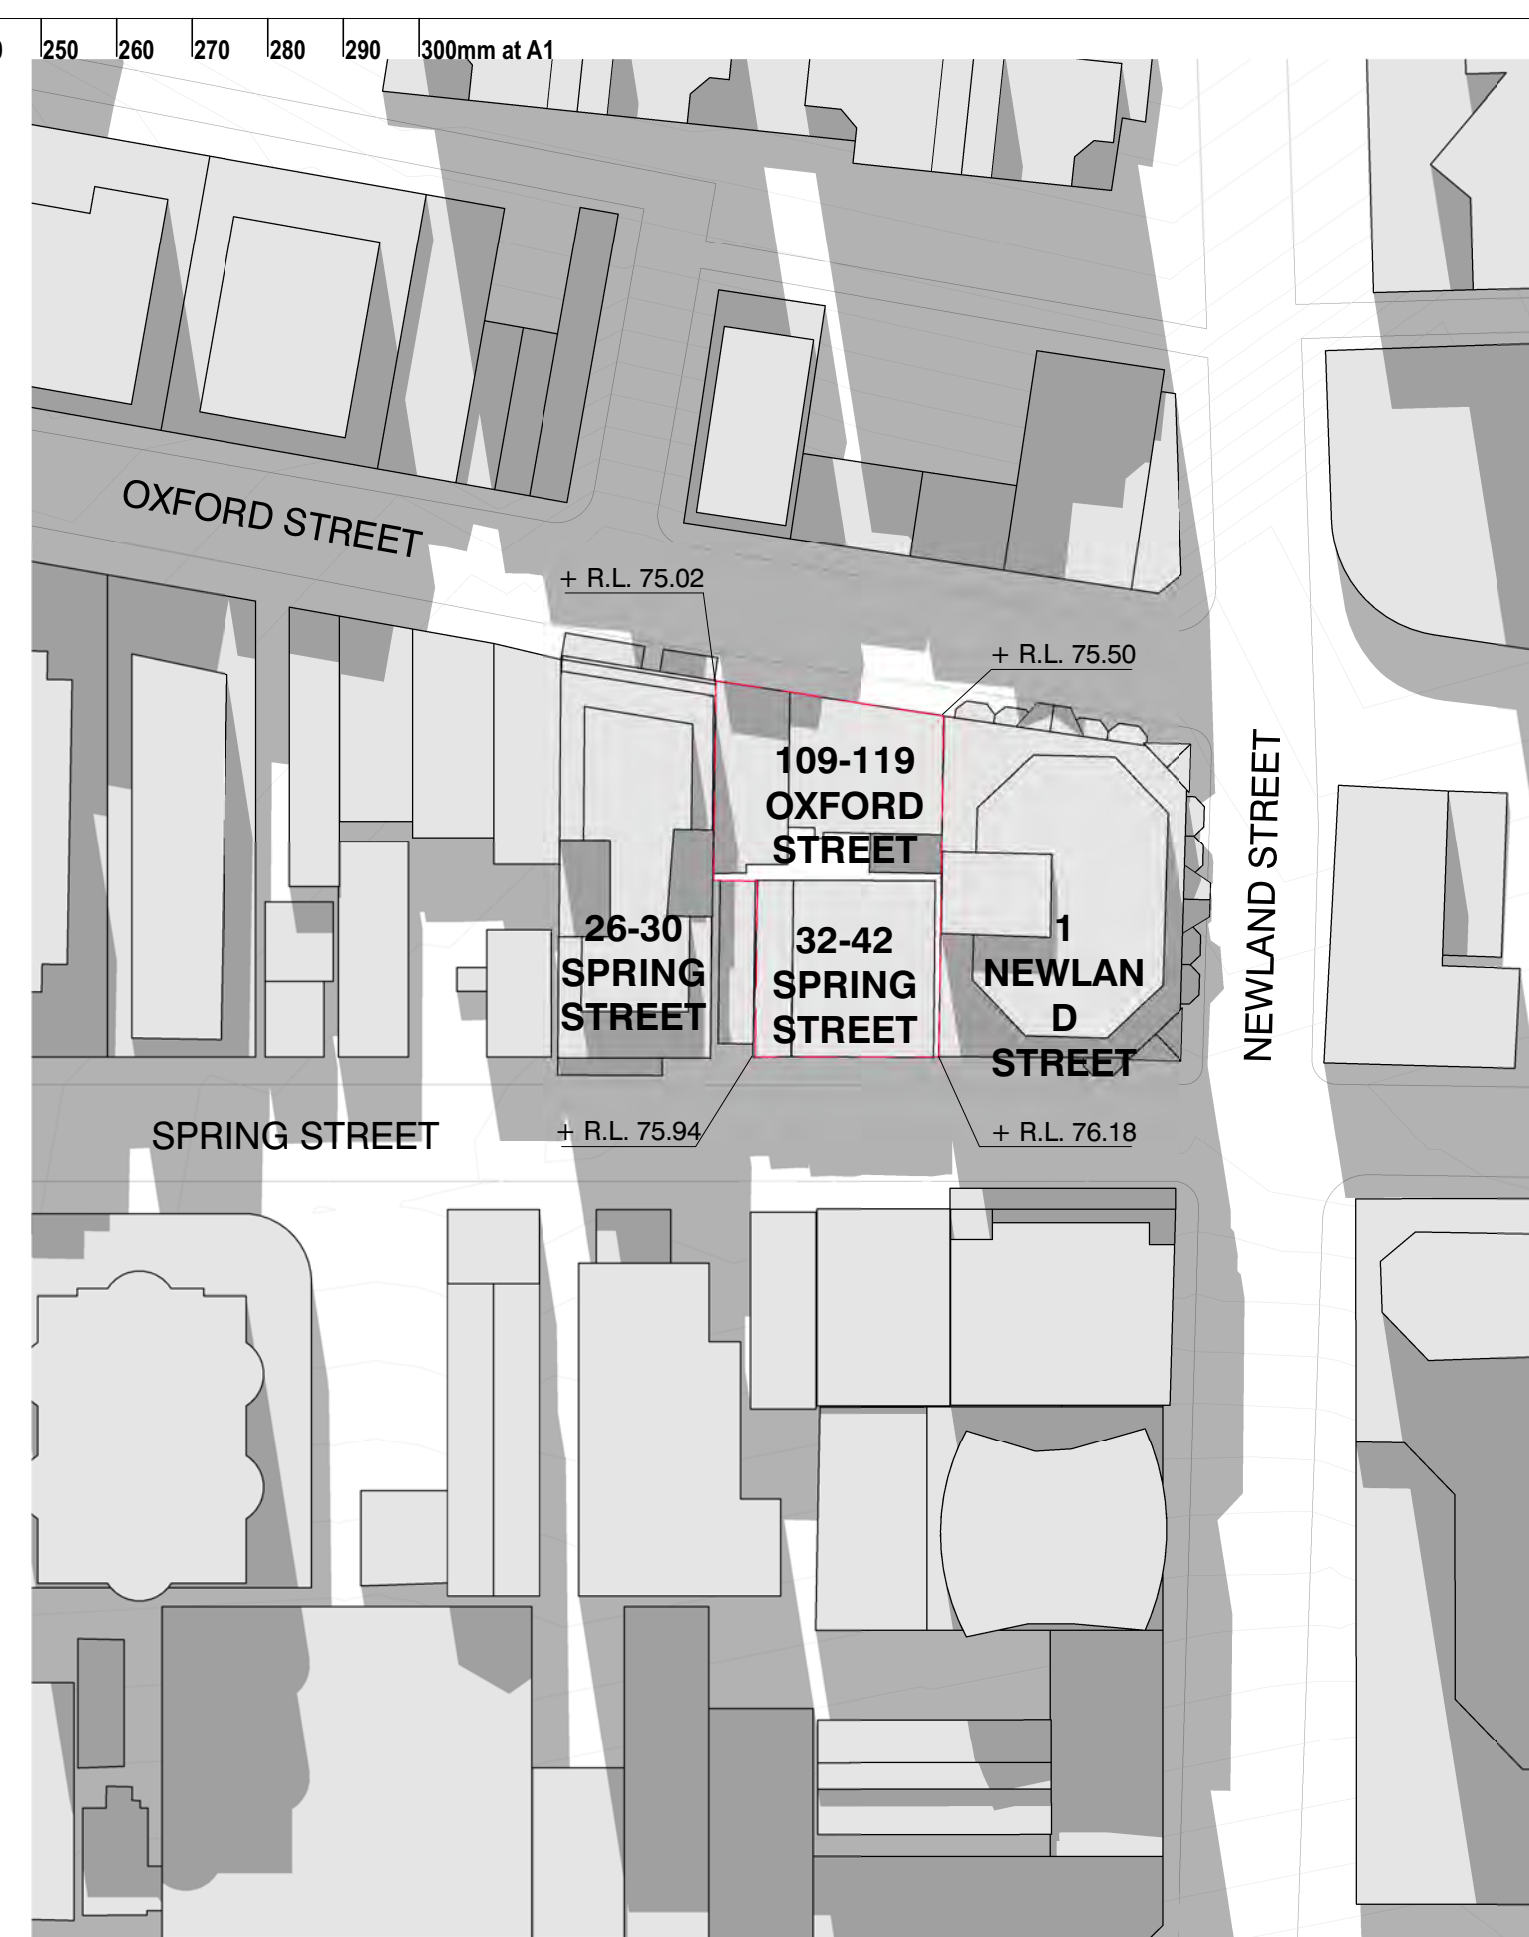 250 260 270 280 290 300mm at A1
OXFORD STREET
+ R.L. 75.02
+ R.L. 75.50
109-119
OXFORD
STREET
26-30
SPRING
STREET
32-42
SPRING
STREET
1
NEWLAN
D
STREET
NEWLAND STREET
SPRING STREET
+ R.L. 75.94
+ R.L. 76.18